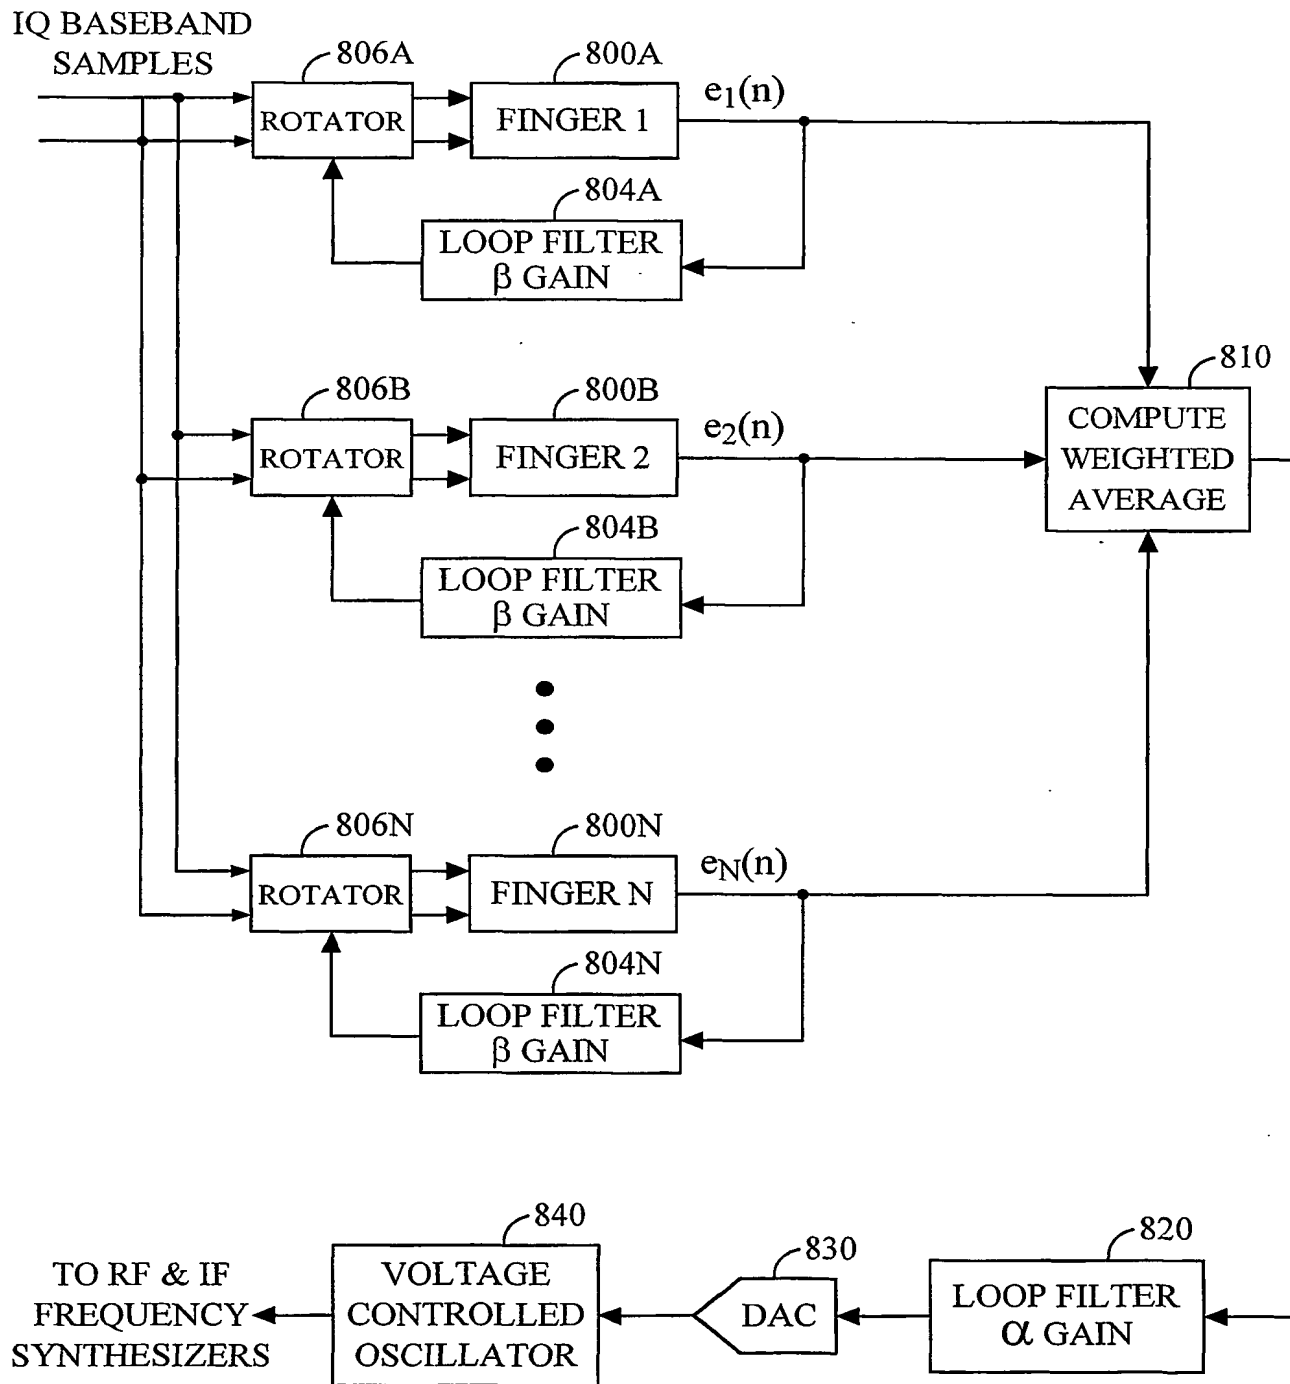 IQ BASEBAND
SAMPLES
806A
800A
ROTATOR
FINGER 1
e1(n)
804A
LOOP FILTER
β GAIN
806B
800B
810
ROTATOR
FINGER 2
e2(n)
COMPUTE
WEIGHTED
AVERAGE
804B
LOOP FILTER
β GAIN
806N
800N
ROTATOR
FINGER N
eN(n)
804N
LOOP FILTER
β GAIN
840
830
820
TO RF & IF
FREQUENCY
SYNTHESIZERS
VOLTAGE
CONTROLLED
OSCILLATOR
DAC
LOOP FILTER
α GAIN